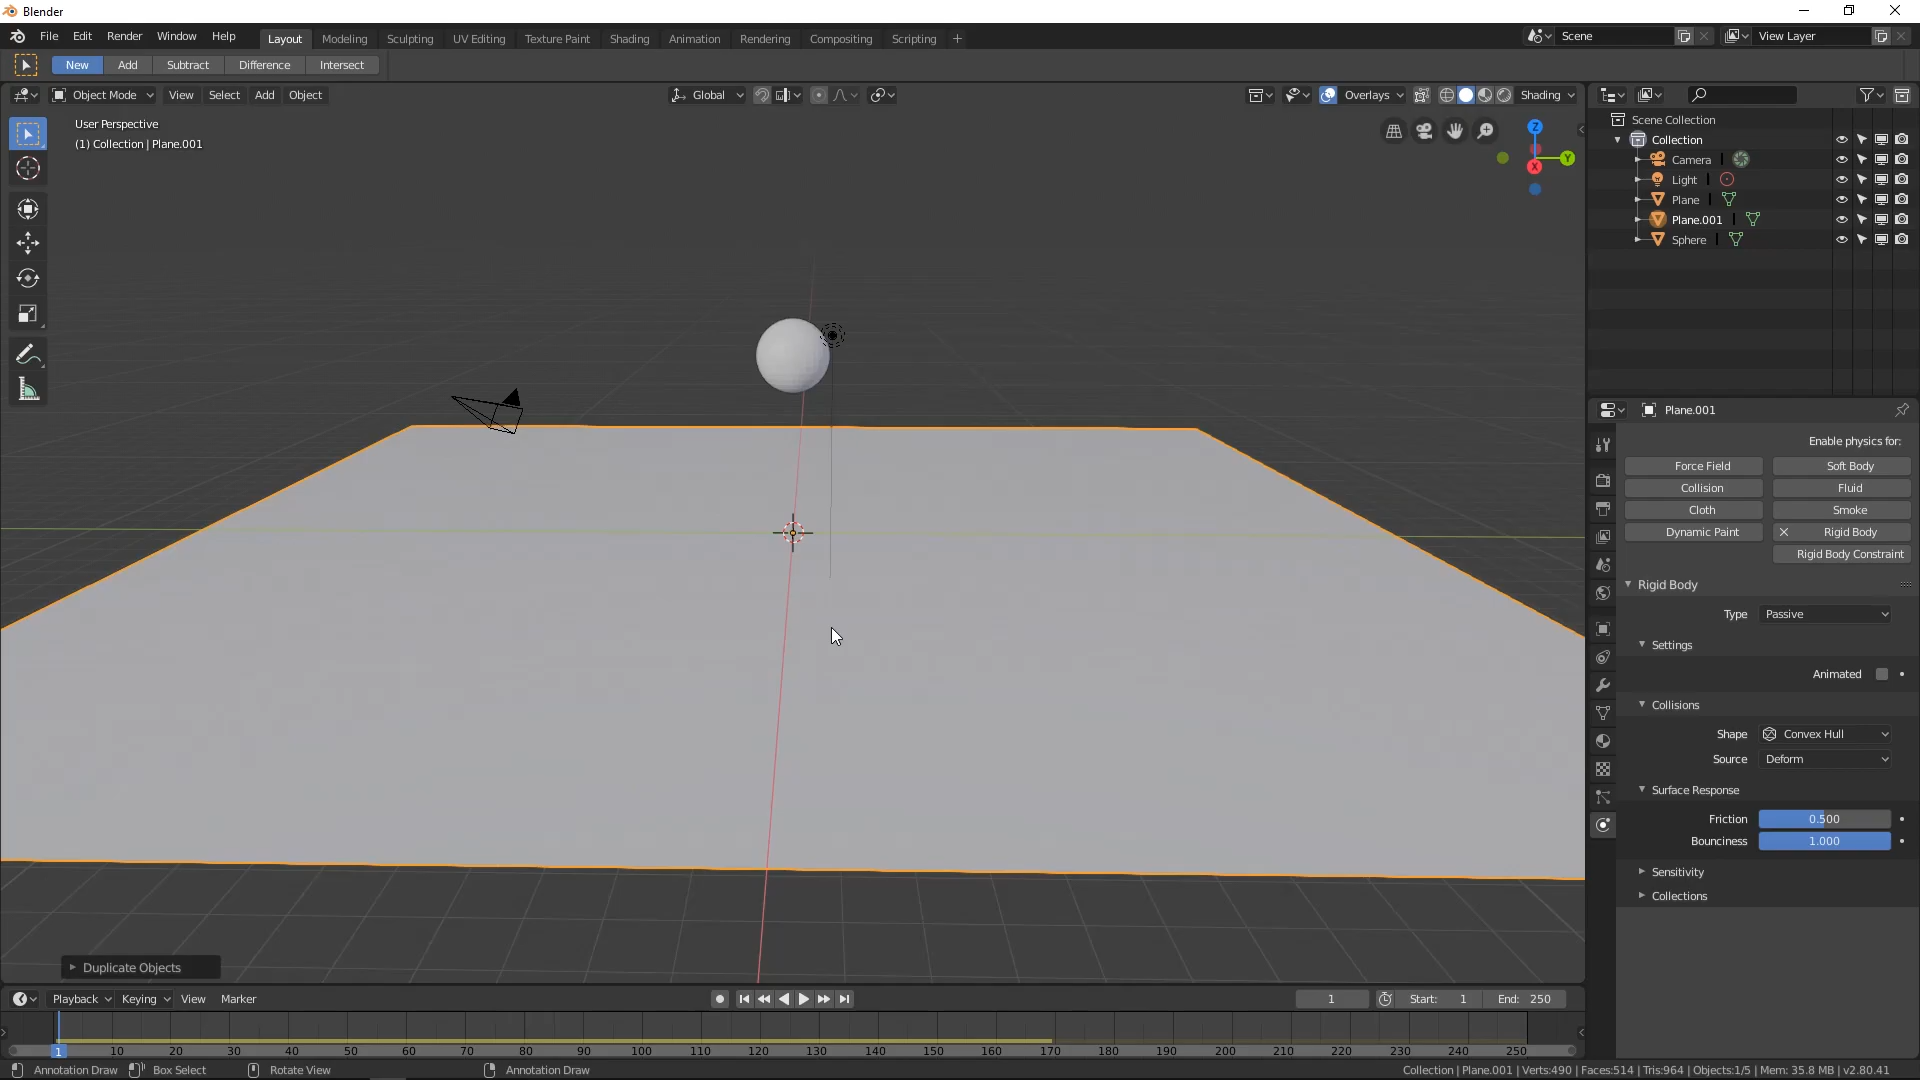 Blender
File Edit Render Window Help Layout Modeling Sculpting UV Editing Texture Paint Shading Animation Rendering Compositing Scripting + Scene View Layer
New Add Subtract Difference Intersect
Object Mode View Select Add Object Global Overlays Shading
User Perspective
(1) Collection | Plane.001
Z
Y
X
Scene Collection
Collection
Camera
Light
Plane
Plane.001
Sphere
Plane.001
Enable physics for:
Force Field Soft Body
Collision Fluid
Cloth Smoke
Dynamic Paint Rigid Body
Rigid Body Constraint
Rigid Body
Type Passive
Settings
Animated
Collisions
Shape Convex Hull
Source Deform
Surface Response
Friction 0.500
Bounciness 1.000
Sensitivity
Collections
Duplicate Objects
Playback Keying View Marker 1 Start: 1 End: 250
1 10 20 30 40 50 60 70 80 90 100 110 120 130 140 150 160 170 180 190 200 210 220 230 240 250
Annotation Draw Box Select Rotate View Annotation Draw Collection | Plane.001 | Verts:490 | Faces:514 | Tris:964 | Objects:1/5 | Mem: 35.8 MB | v2.80.41